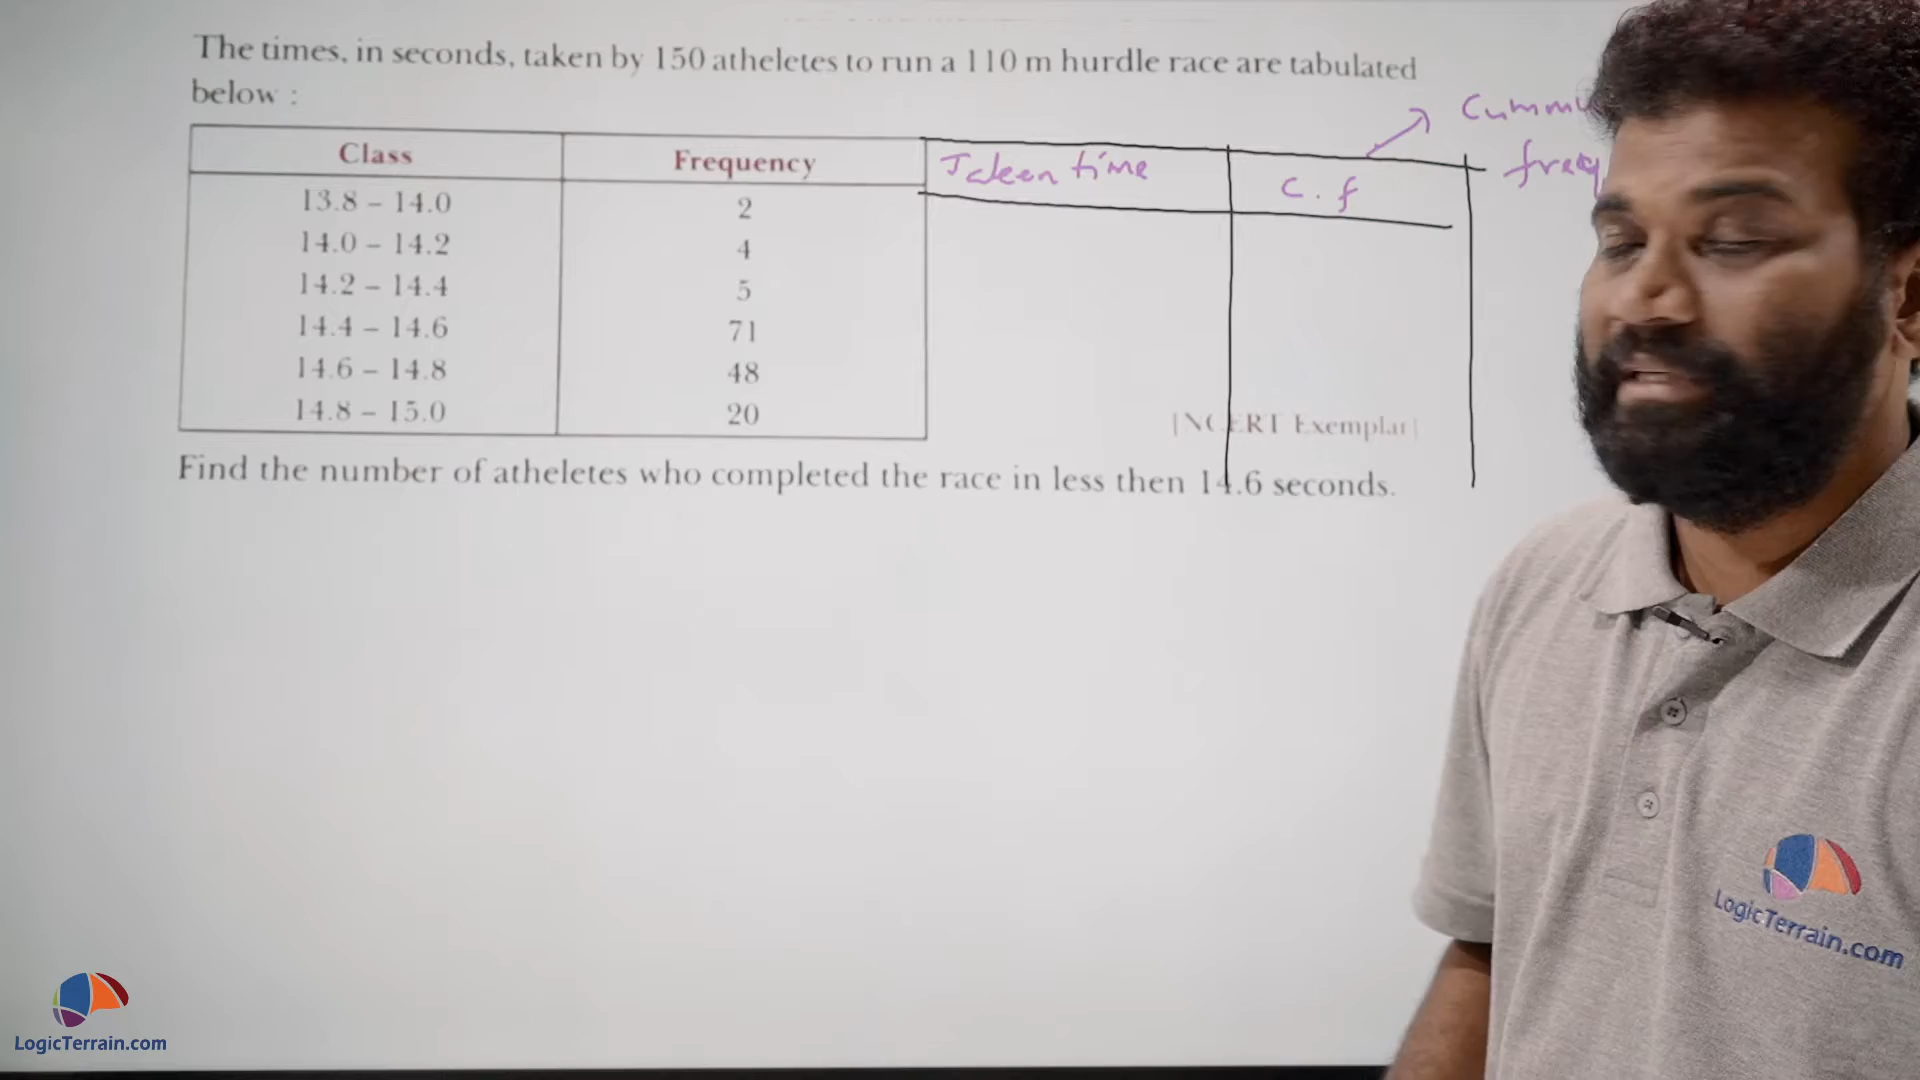 The times, in seconds, taken by 150 atheletes to run a 110 m hurdle race are tabulated
below :
Class Frequency Taken time C.f
freq
13.8 – 14.0 2
14.0 – 14.2 4
14.2 – 14.4 5
14.4 – 14.6 71
14.6 – 14.8 48
14.8 – 15.0 20
[NCERT Exemplar]
Find the number of atheletes who completed the race in less then 14.6 seconds.
LogicTerrain.com
LogicTerrain.com